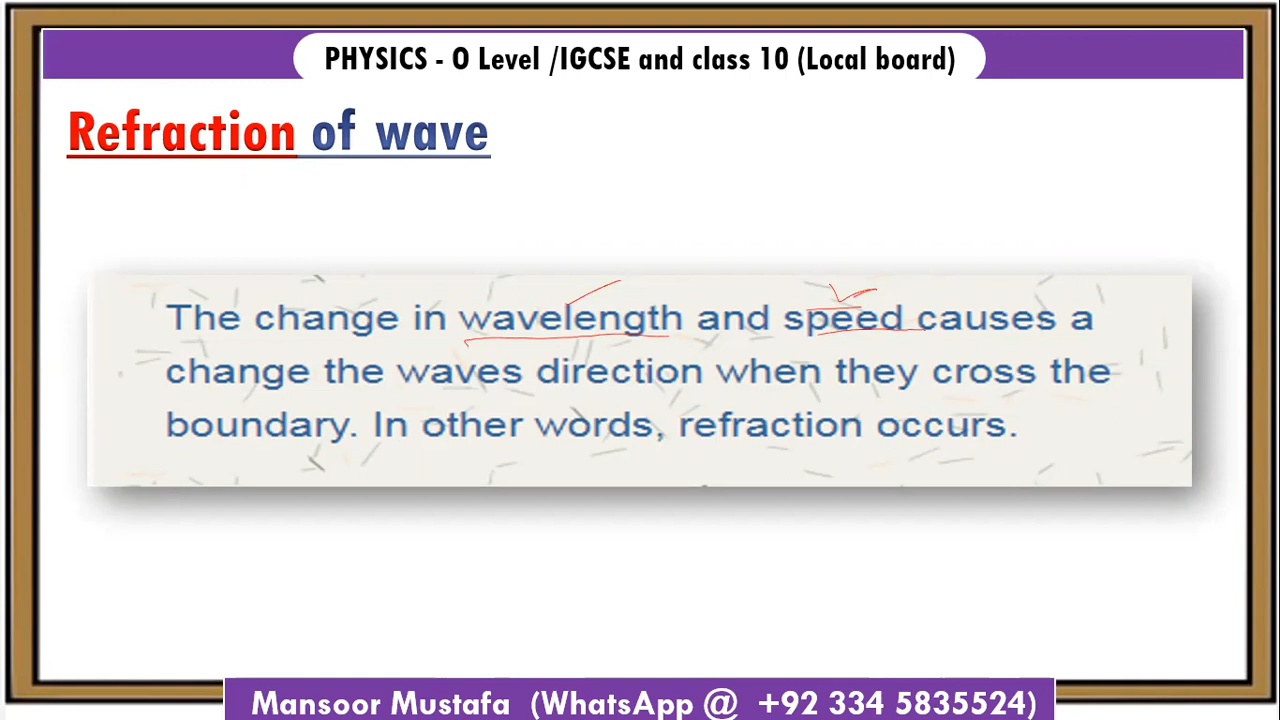 PHYSICS - O Level /IGCSE and class 10 (Local board)
Refraction of wave
The change in wavelength and speed causes a
change the waves direction when they cross the
boundary. In other words, refraction occurs.
Mansoor Mustafa (WhatsApp @ +92 334 5835524)